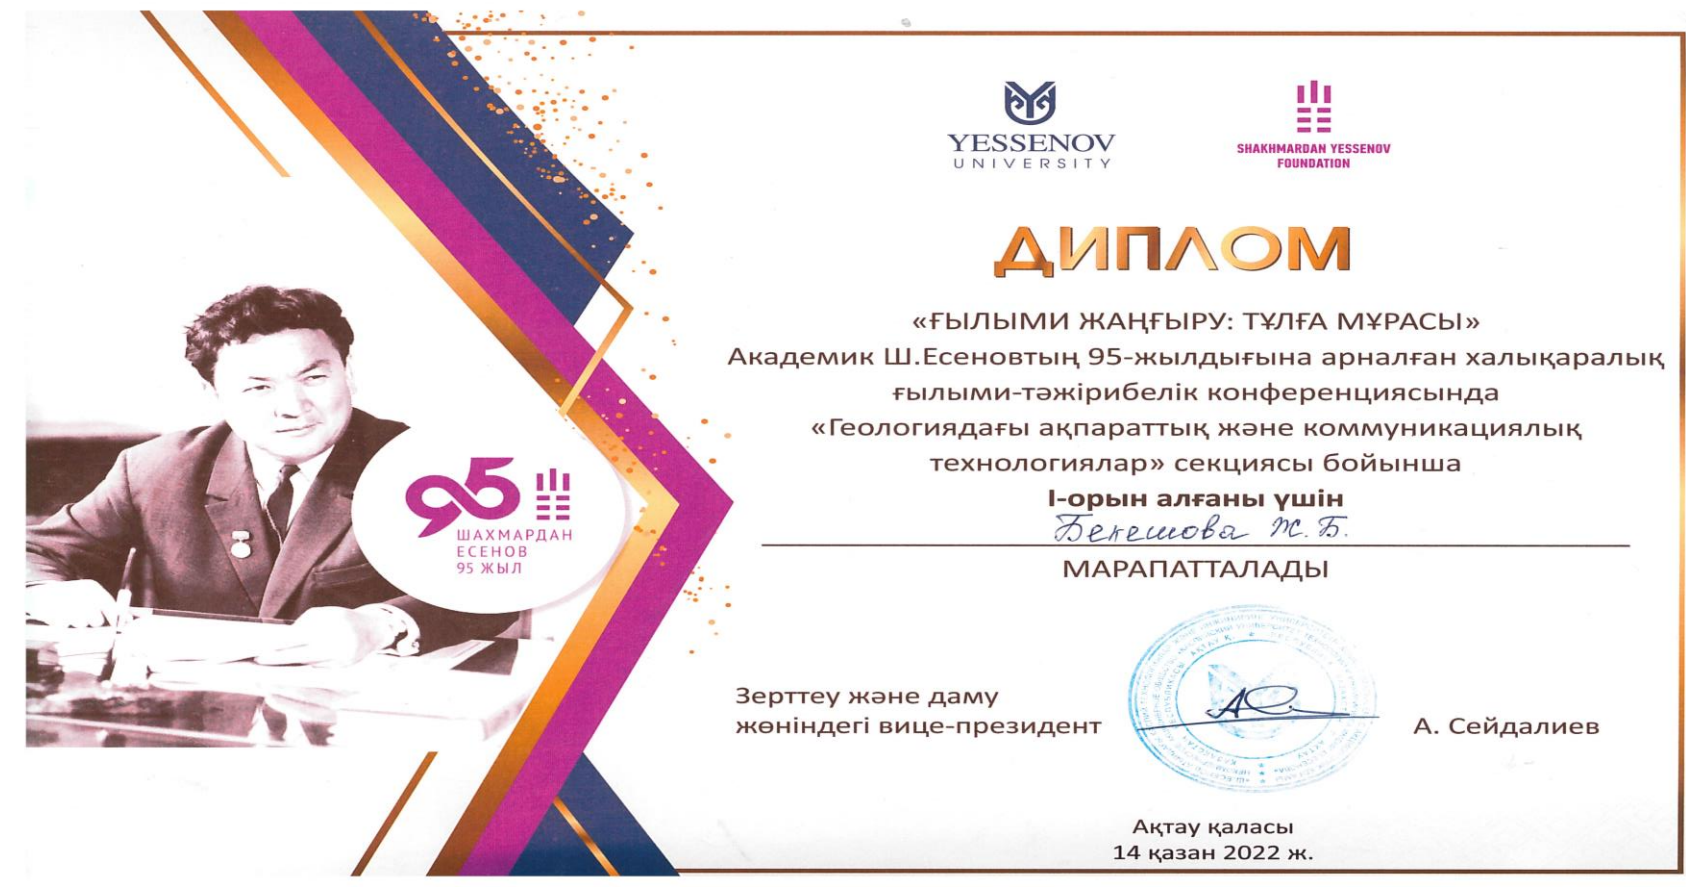 YESSENOV
UNIVERSITY
SHAKHMARDAN YESSENOV
FOUNDATION
ДИПЛОМ
«ҒЫЛЫМИ ЖАҢҒЫРУ: ТҰЛҒА МҰРАСЫ»
Академик Ш.Есеновтың 95-жылдығына арналған халықаралық
ғылыми-тәжірибелік конференциясында
«Геологиядағы ақпараттық және коммуникациялық
технологиялар» секциясы бойынша
І-орын алғаны үшін
Бекешова Ж.Б.
МАРАПАТТАЛАДЫ
95
ШАХМАРДАН
ЕСЕНОВ
95 ЖЫЛ
Зерттеу және даму
жөніндегі вице-президент
А. Сейдалиев
Ақтау қаласы
14 қазан 2022 ж.